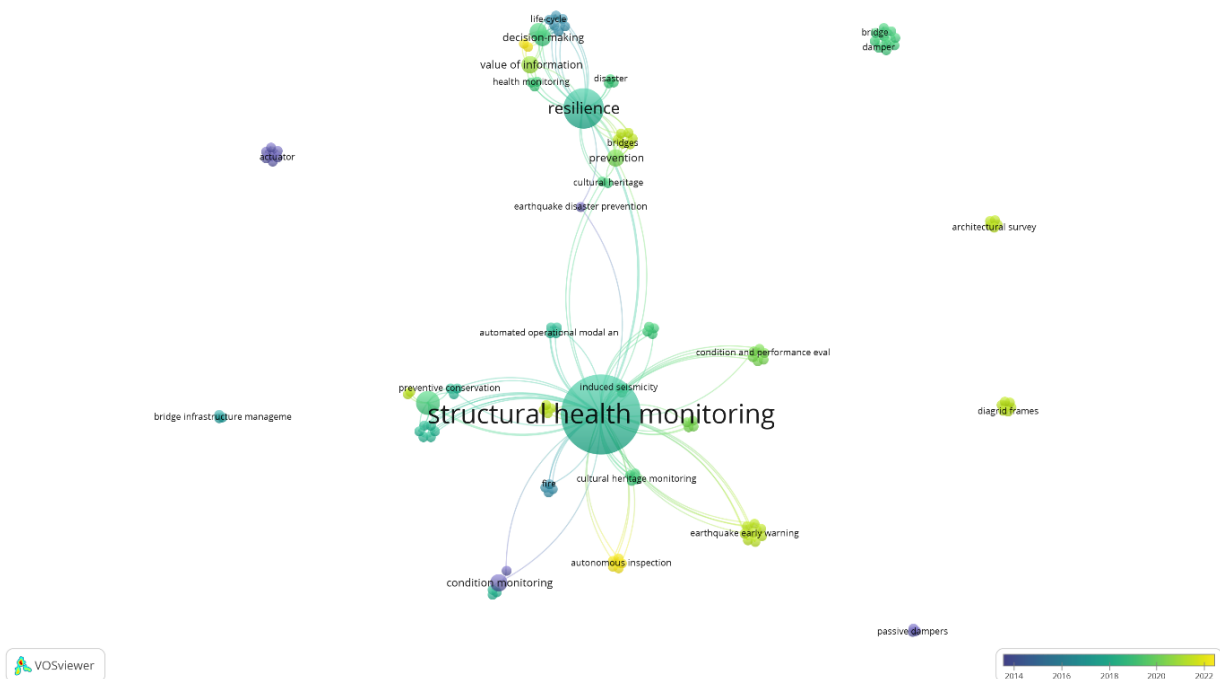 life-cycle
decision-making
value of information
health monitoring
disaster
resilience
bridges
prevention
cultural heritage
earthquake disaster prevention
bridge
damper
actuator
architectural survey
automated operational modal an
condition and performance eval
induced seismicity
preventive conservation
structural health monitoring
bridge infrastructure manageme
diagrid frames
cultural heritage monitoring
fire
earthquake early warning
autonomous inspection
condition monitoring
passive dampers
VOSviewer
2014 2016 2018 2020 2022